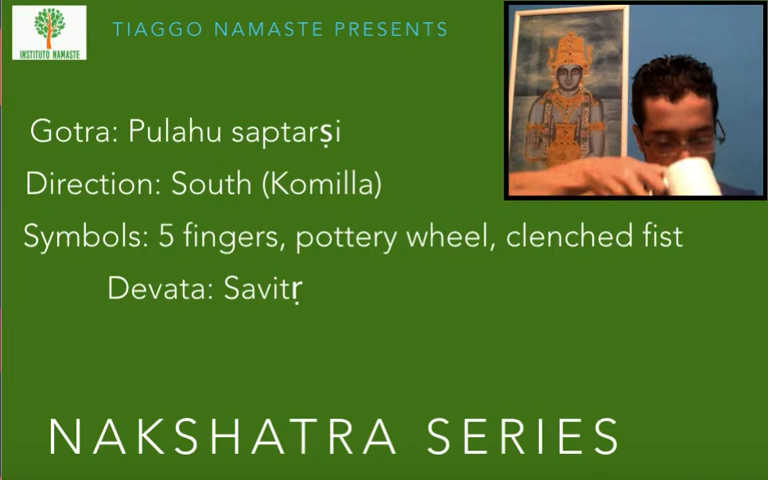 INSTITUTO NAMASTE
TIAGGO NAMASTE PRESENTS
Gotra: Pulahu saptarṣi
Direction: South (Komilla)
Symbols: 5 fingers, pottery wheel, clenched fist
Devata: Savitṛ
NAKSHATRA SERIES